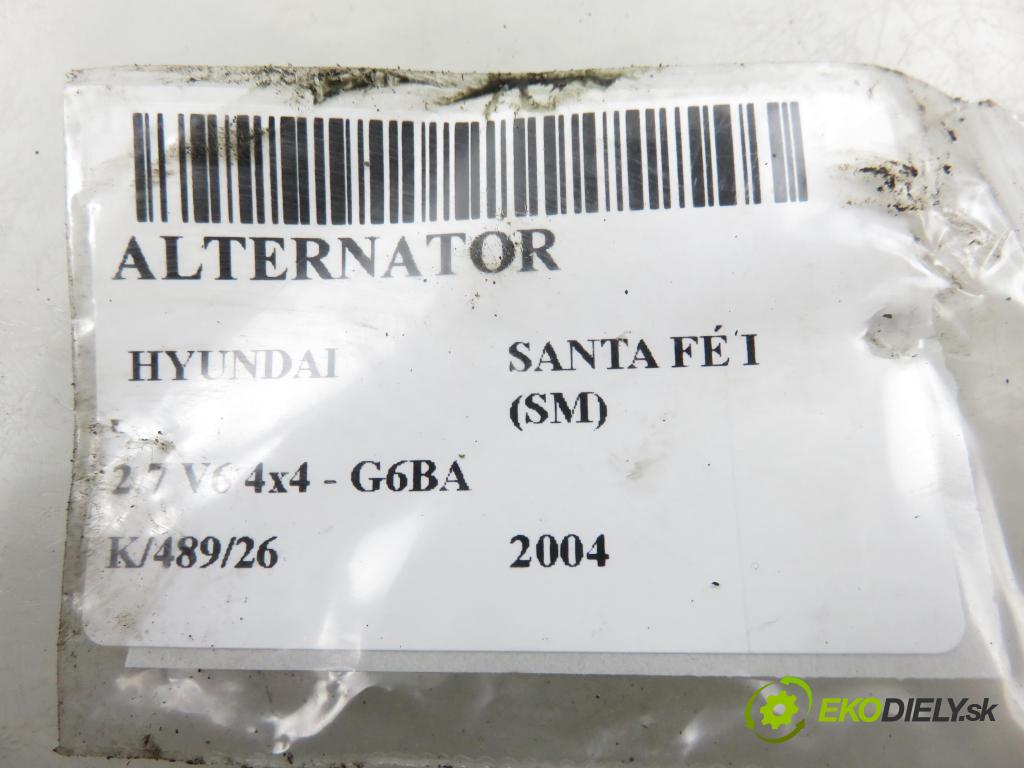 ALTERNATOR
HYUNDAI
SANTA FÉ I
(SM)
2.7 V6 4x4 - G6BA
K/489/26
2004
EKODIELY.sk